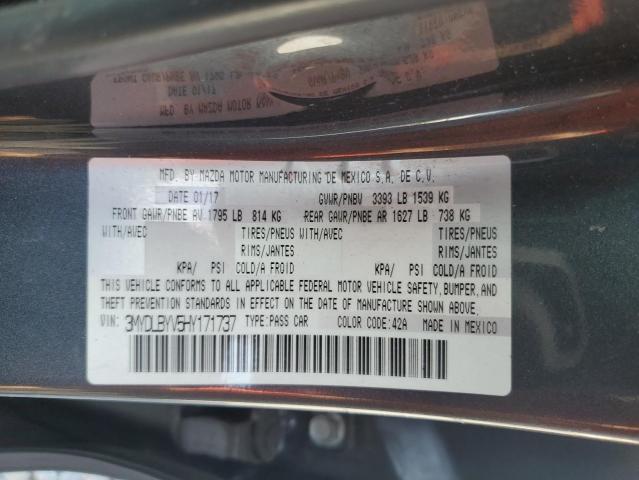 MFD. BY MAZDA MOTOR MANUFACTURING DE MEXICO S.A. DE C.V.
DATE 01/17 GVWR/PNBV 3393 LB 1539 KG
FRONT GAWR/PNBE AV 1795 LB 814 KG REAR GAWR/PNBE AR 1627 LB 738 KG
WITH/AVEC TIRES/PNEUS WITH/AVEC TIRES/PNEUS
RIMS/JANTES RIMS/JANTES
KPA/ PSI COLD/A FROID KPA/ PSI COLD/A FROID
THIS VEHICLE CONFORMS TO ALL APPLICABLE FEDERAL MOTOR VEHICLE SAFETY, BUMPER, AND
THEFT PREVENTION STANDARDS IN EFFECT ON THE DATE OF MANUFACTURE SHOWN ABOVE.
VIN: 3MYDLBYV5HY171737 TYPE:PASS CAR COLOR CODE:42A MADE IN MEXICO